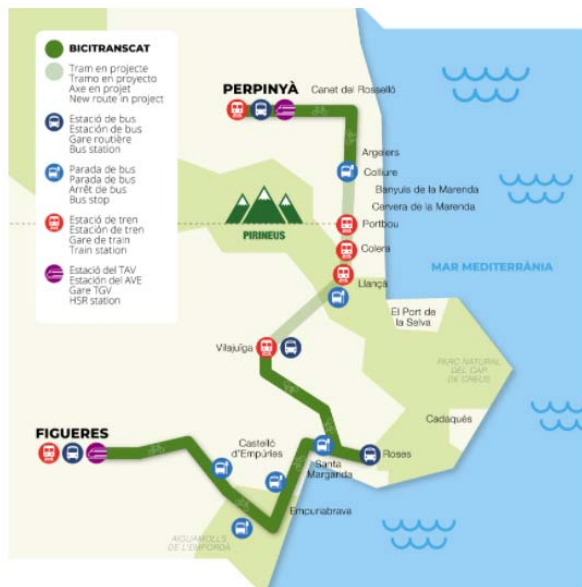 BICITRANSCAT
Tram en projecte
Tramo en proyecto
Axe en projet
New route in project
Estació de bus
Estación de bus
Gare routière
Bus station
Parada de bus
Parada de bus
Arrêt de bus
Bus stop
Estació de tren
Estación de tren
Gare de train
Train station
Estació del TAV
Estación del AVE
Gare TGV
HSR station
PERPINYÀ
Canet del Rosselló
Argelers
Colliure
Banyuls de la Marenda
Cervera de la Marenda
Portbou
PIRINEUS
Colera
MAR MEDITERRÀNIA
Llançà
El Port de
la Selva
Vilajuïga
PARC NATURAL
DEL CAP
DE CREUS
Cadaqués
FIGUERES
Castelló
d'Empúries
Roses
Santa
Margarida
Empuriabrava
AIGUAMOLLS
DE L'EMPORDÀ